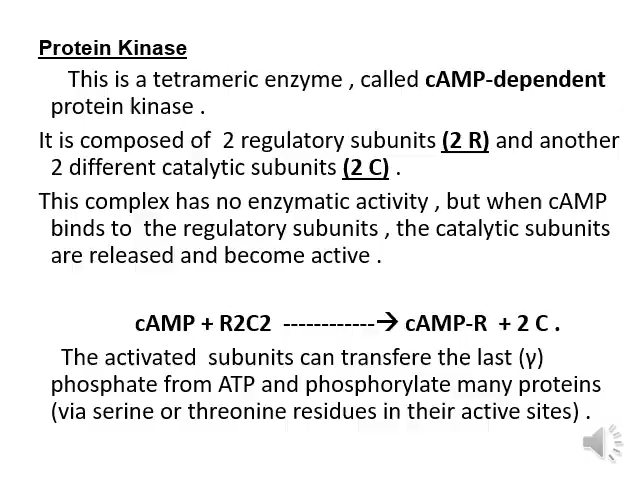 Protein Kinase
This is a tetrameric enzyme , called cAMP-dependent
protein kinase .
It is composed of 2 regulatory subunits (2 R) and another
2 different catalytic subunits (2 C) .
This complex has no enzymatic activity , but when cAMP
binds to the regulatory subunits , the catalytic subunits
are released and become active .
cAMP + R2C2 ------------→ cAMP-R + 2 C .
The activated subunits can transfere the last (γ)
phosphate from ATP and phosphorylate many proteins
(via serine or threonine residues in their active sites) .